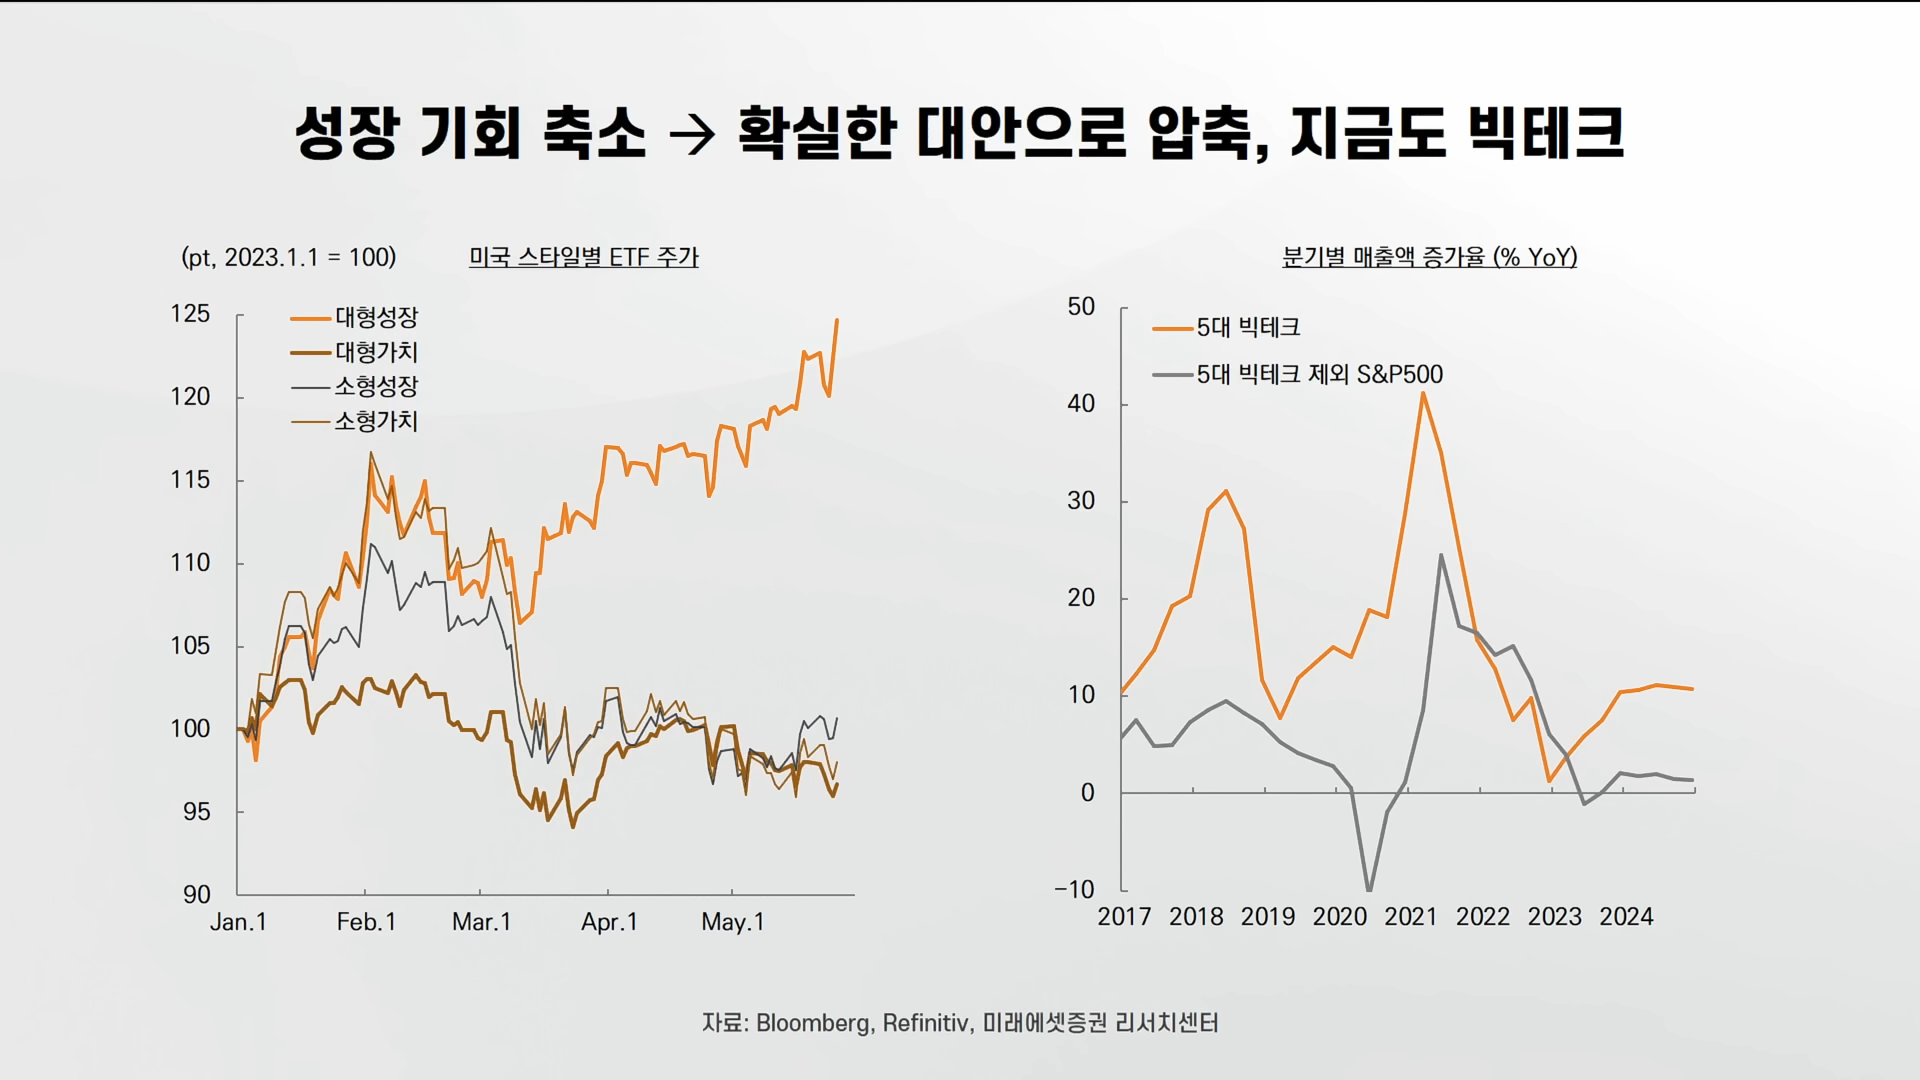 성장 기회 축소 → 확실한 대안으로 압축, 지금도 빅테크
(pt, 2023.1.1 = 100)
미국 스타일별 ETF 주가
125
120
115
110
105
100
95
90
대형성장
대형가치
소형성장
소형가치
Jan.1 Feb.1 Mar.1 Apr.1 May.1
분기별 매출액 증가율 (% YoY)
50
40
30
20
10
0
-10
5대 빅테크
5대 빅테크 제외 S&P500
2017 2018 2019 2020 2021 2022 2023 2024
자료: Bloomberg, Refinitiv, 미래에셋증권 리서치센터